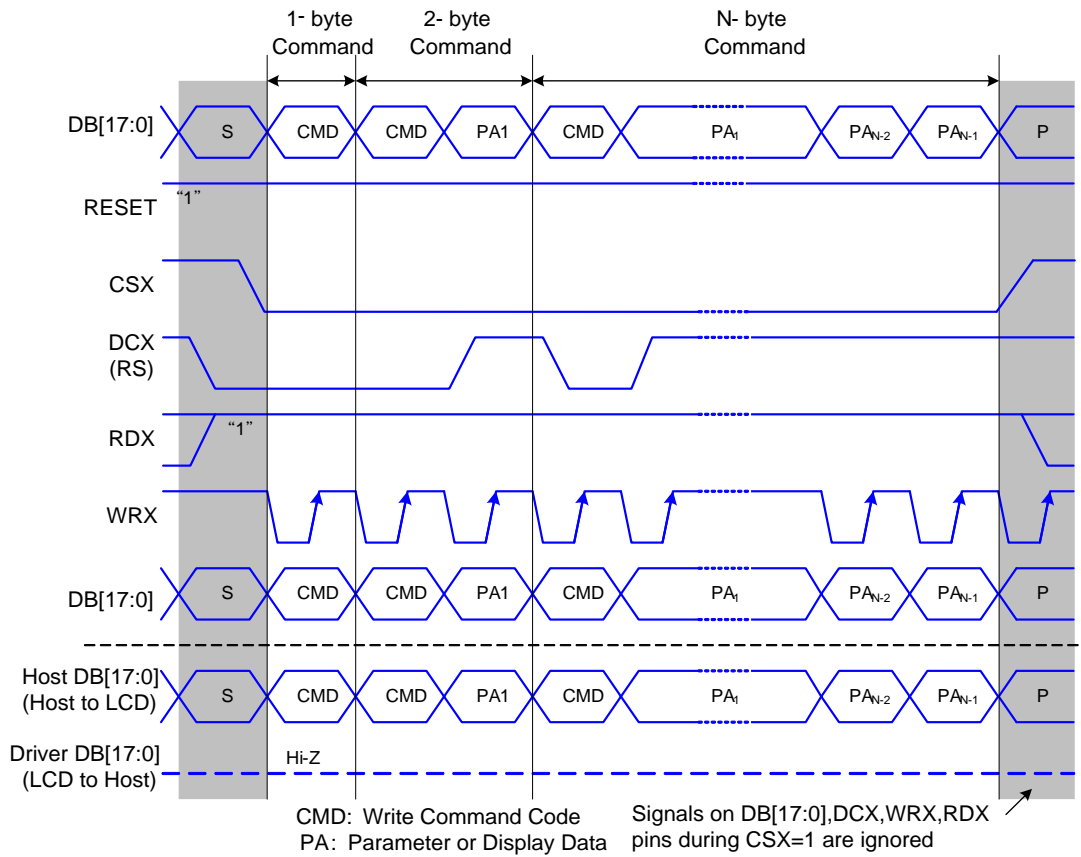 1- byte Command
2- byte Command
N- byte Command
DB[17:0]
S CMD CMD PA1 CMD PA1 PAN-2 PAN-1 P
RESET
“1”
CSX
DCX
(RS)
RDX
“1”
WRX
DB[17:0]
S CMD CMD PA1 CMD PA1 PAN-2 PAN-1 P
Host DB[17:0]
(Host to LCD)
S CMD CMD PA1 CMD PA1 PAN-2 PAN-1 P
Driver DB[17:0]
(LCD to Host)
Hi-Z
CMD: Write Command Code
PA: Parameter or Display Data
Signals on DB[17:0],DCX,WRX,RDX
pins during CSX=1 are ignored